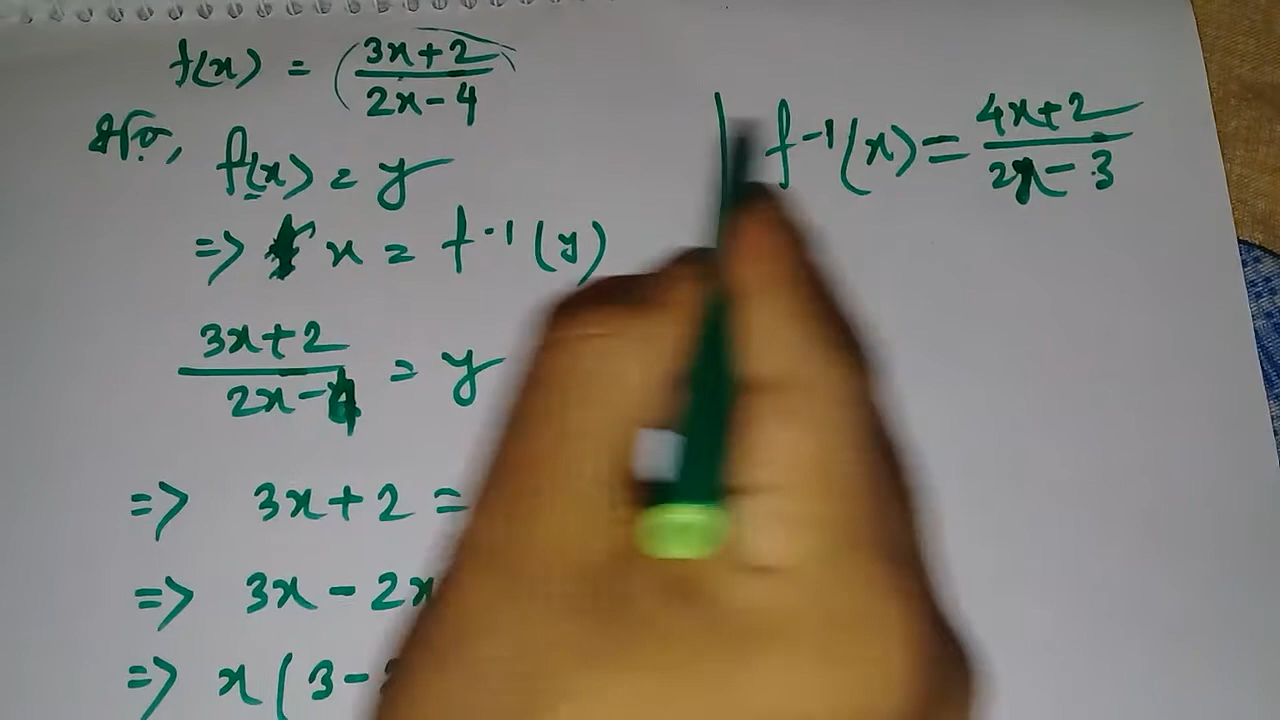 f(x) = (3x+2 / 2x-4)
ধরি,
f(x) = y
=> x = f⁻¹(y)
3x+2 / 2x-4 = y
=> 3x+2 =
=> 3x - 2x
=> x(3-
f⁻¹(x) = 4x+2 / 2x-3